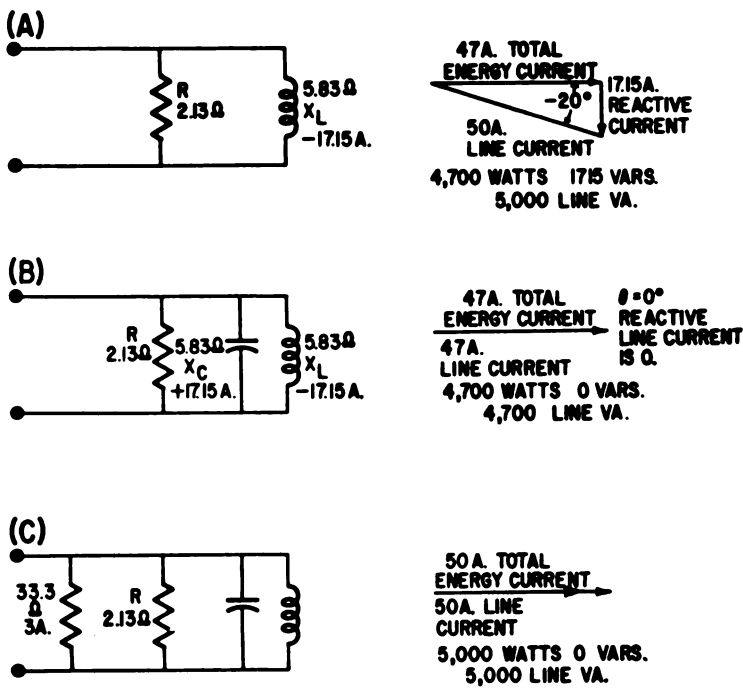 (A)
R
2.13Ω
5.83Ω
XL
−17.15A.
47A. TOTAL
ENERGY CURRENT
−20°
17.15A.
REACTIVE
CURRENT
50A.
LINE CURRENT
4,700 WATTS 1715 VARS.
5,000 LINE VA.
(B)
R
2.13Ω
5.83Ω
XC
+17.15A.
5.83Ω
XL
−17.15A.
47A. TOTAL
ENERGY CURRENT
θ=0°
REACTIVE
LINE CURRENT
IS 0.
47A.
LINE CURRENT
4,700 WATTS 0 VARS.
4,700 LINE VA.
(C)
33.3
Ω
3A.
R
2.13Ω
50A. TOTAL
ENERGY CURRENT
50A. LINE
CURRENT
5,000 WATTS 0 VARS.
5,000 LINE VA.